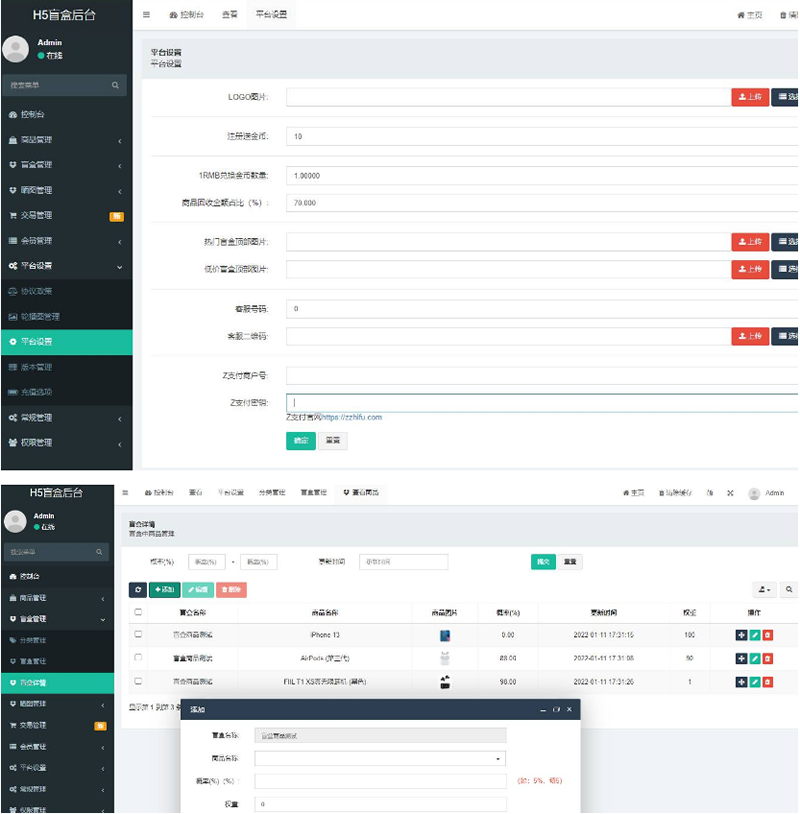 H5盲盒后台
控制台
查看
平台设置
主页
Admin
在线
搜索菜单
控制台
商品管理
盲盒管理
晒图管理
交易管理
会员管理
平台设置
协议政策
轮播图管理
平台设置
版本管理
充值选项
常规管理
权限管理
平台设置
平台设置
LOGO图片:
上传
注册送金币:
10
1RMB兑换金币数量:
1.00000
商品回收金额占比（%）:
70.000
热门盲盒顶部图片:
上传
低价盲盒顶部图片:
上传
客服号码:
0
客服二维码:
上传
Z支付商户号:
Z支付密钥:
Z支付官网https://zzhifu.com
确定
重置
H5盲盒后台
控制台
查看
平台设置
分类管理
盲盒管理
查看商品
主页
清除缓存
Admin
Admin
在线
搜索菜单
控制台
商品管理
盲盒管理
分类管理
盲盒管理
盲盒详情
晒图管理
交易管理
会员管理
平台设置
常规管理
权限管理
盲盒详情
盲盒中商品管理
概率(%)
概率(%)
-
概率(%)
更新时间
更新时间
提交
重置
添加
编辑
删除
盲盒名称 商品名称 商品图片 概率(%) 更新时间 权重 操作
盲盒商品测试 iPhone 13 0.00 2022-01-11 17:31:15 100
盲盒商品测试 AirPods (第三代) 88.00 2022-01-11 17:31:08 90
盲盒商品测试 FIIL T1 XS真无线耳机 (黑色) 98.00 2022-01-11 17:31:26 1
显示第 1 到第 3
添加
盲盒名称:
盲盒商品测试
商品名称:
概率(%)（%）:
权重:
0